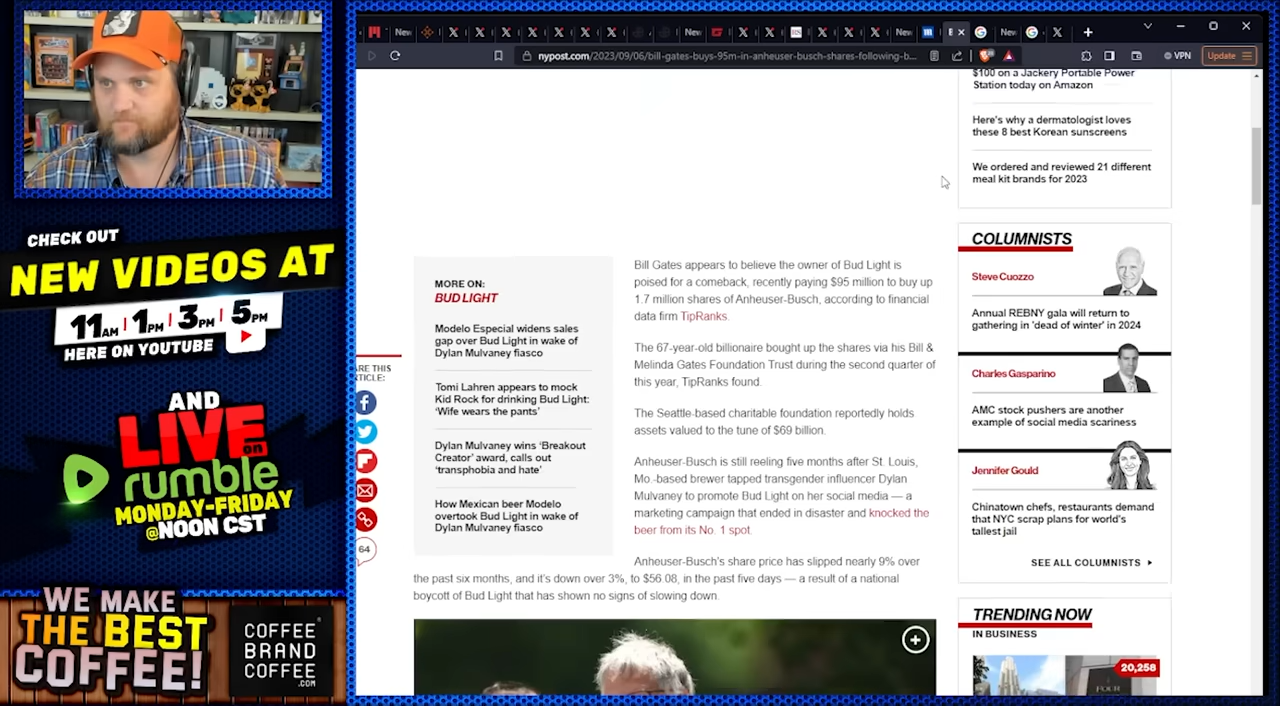 CHECK OUT
NEW VIDEOS AT
11AM | 1PM | 3PM | 5PM
HERE ON YOUTUBE
AND
LIVE on
rumble
MONDAY-FRIDAY
@NOON CST
WE MAKE
THE BEST
COFFEE!
COFFEE
BRAND
COFFEE
.COM
New
New
RS
New
New
nypost.com/2023/09/06/bill-gates-buys-95m-in-anheuser-busch-shares-following-b...
VPN
Update
ARE THIS
TICLE:
64
MORE ON:
BUD LIGHT
Modelo Especial widens sales
gap over Bud Light in wake of
Dylan Mulvaney fiasco
Tomi Lahren appears to mock
Kid Rock for drinking Bud Light:
‘Wife wears the pants’
Dylan Mulvaney wins ‘Breakout
Creator’ award, calls out
‘transphobia and hate’
How Mexican beer Modelo
overtook Bud Light in wake of
Dylan Mulvaney fiasco
Bill Gates appears to believe the owner of Bud Light is
poised for a comeback, recently paying $95 million to buy up
1.7 million shares of Anheuser-Busch, according to financial
data firm TipRanks.
The 67-year-old billionaire bought up the shares via his Bill &
Melinda Gates Foundation Trust during the second quarter of
this year, TipRanks found.
The Seattle-based charitable foundation reportedly holds
assets valued to the tune of $69 billion.
Anheuser-Busch is still reeling five months after St. Louis,
Mo.-based brewer tapped transgender influencer Dylan
Mulvaney to promote Bud Light on her social media — a
marketing campaign that ended in disaster and knocked the
beer from its No. 1 spot.
Anheuser-Busch’s share price has slipped nearly 9% over
the past six months, and it’s down over 3%, to $56.08, in the past five days — a result of a national
boycott of Bud Light that has shown no signs of slowing down.
$100 on a Jackery Portable Power
Station today on Amazon
Here's why a dermatologist loves
these 8 best Korean sunscreens
We ordered and reviewed 21 different
meal kit brands for 2023
COLUMNISTS
Steve Cuozzo
Annual REBNY gala will return to
gathering in 'dead of winter' in 2024
Charles Gasparino
AMC stock pushers are another
example of social media scariness
Jennifer Gould
Chinatown chefs, restaurants demand
that NYC scrap plans for world's
tallest jail
SEE ALL COLUMNISTS
TRENDING NOW
IN BUSINESS
20,258
FOUR